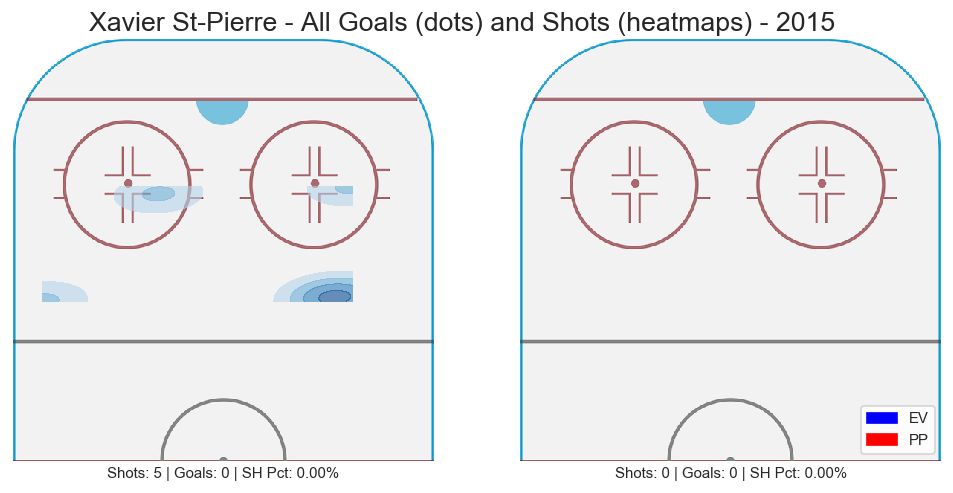 Xavier St-Pierre - All Goals (dots) and Shots (heatmaps) - 2015
EV
PP
Shots: 5 | Goals: 0 | SH Pct: 0.00%
Shots: 0 | Goals: 0 | SH Pct: 0.00%